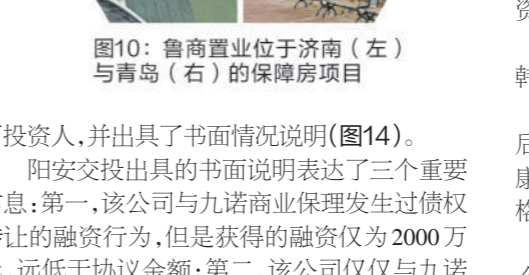 图10：鲁商置业位于济南（左）
与青岛（右）的保障房项目
投资人，并出具了书面情况说明（图14）。
阳安交投出具的书面说明表达了三个重要
息：第一，该公司与九诺商业保理发生过债权
让的融资行为，但是获得的融资仅为2000万
远低于协议金额；第二，该公司仅仅与九诺
资
韩
后
康
格